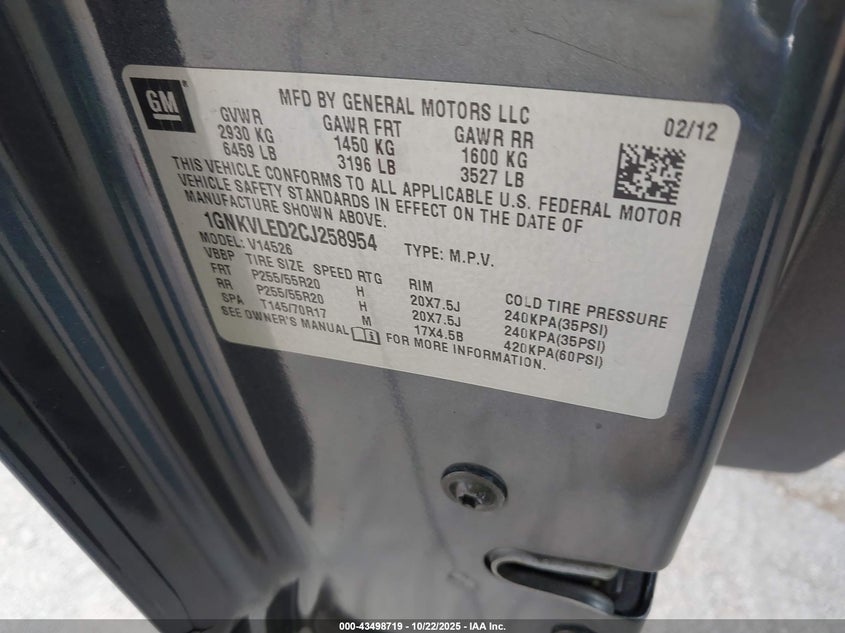 GM
MFD BY GENERAL MOTORS LLC
02/12
GVWR GAWR FRT GAWR RR
2930 KG 1450 KG 1600 KG
6459 LB 3196 LB 3527 LB
THIS VEHICLE CONFORMS TO ALL APPLICABLE U.S. FEDERAL MOTOR
VEHICLE SAFETY STANDARDS IN EFFECT ON THE DATE OF
MANUFACTURE SHOWN ABOVE.
1GNKVLED2CJ258954 TYPE: M.P.V.
MODEL: V14526
VBBP TIRE SIZE SPEED RTG RIM COLD TIRE PRESSURE
FRT P255/55R20 H 20X7.5J 240KPA(35PSI)
RR P255/55R20 H 20X7.5J 240KPA(35PSI)
SPA T145/70R17 M 17X4.5B 420KPA(60PSI)
SEE OWNER'S MANUAL FOR MORE INFORMATION.
000-43498719 - 10/22/2025 - IAA Inc.